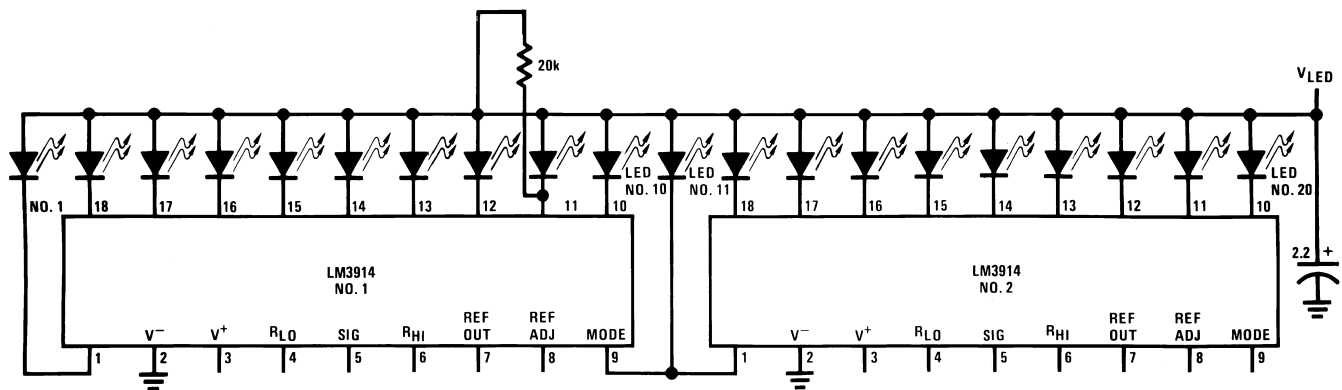 20k
V LED
LED NO. 10
LED NO. 11
LED NO. 20
NO. 1 18 17 16 15 14 13 12 11 10
18 17 16 15 14 13 12 11 10
2.2 +
LM3914
NO. 1
LM3914
NO. 2
V− V+ RLO SIG RHI REF OUT REF ADJ MODE
V− V+ RLO SIG RHI REF OUT REF ADJ MODE
1 2 3 4 5 6 7 8 9
1 2 3 4 5 6 7 8 9